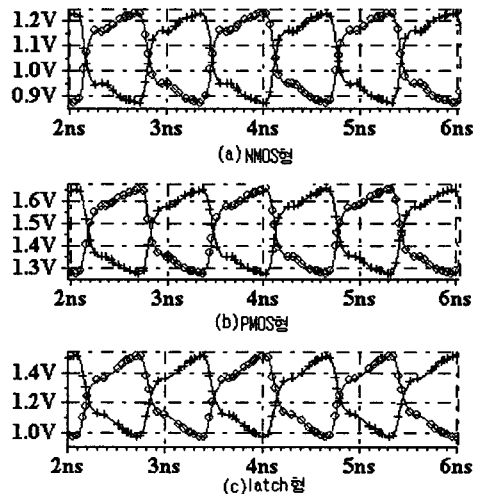 1.2V
1.1V
1.0V
0.9V
2ns 3ns 4ns 5ns 6ns
(a) NMOS형
1.6V
1.5V
1.4V
1.3V
2ns 3ns 4ns 5ns 6ns
(b) PMOS형
1.4V
1.2V
1.0V
2ns 3ns 4ns 5ns 6ns
(c) latch형